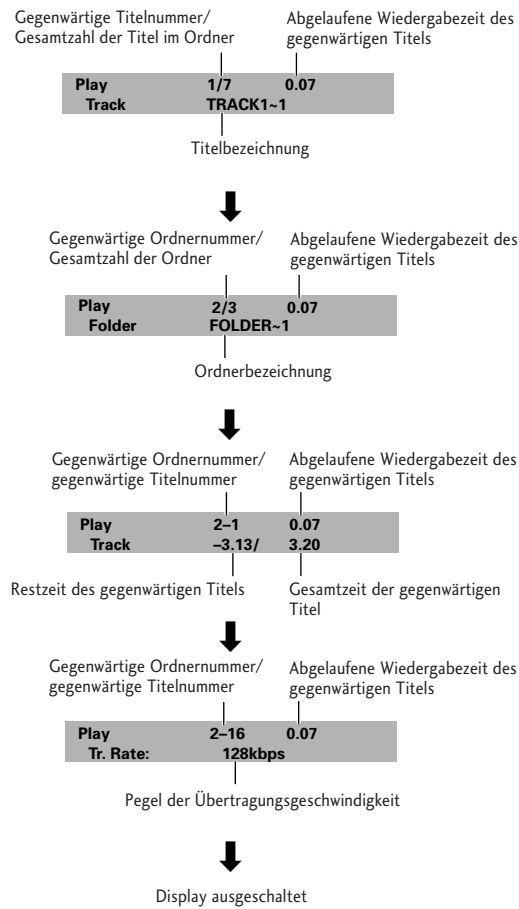 Gegenwärtige Titelnummer/
Gesamtzahl der Titel im Ordner
Abgelaufene Wiedergabezeit des
gegenwärtigen Titels
Play 1/7 0.07
Track TRACK1~1
Titelbezeichnung
Gegenwärtige Ordnernummer/
Gesamtzahl der Ordner
Abgelaufene Wiedergabezeit des
gegenwärtigen Titels
Play 2/3 0.07
Folder FOLDER~1
Ordnerbezeichnung
Gegenwärtige Ordnernummer/
gegenwärtige Titelnummer
Abgelaufene Wiedergabezeit des
gegenwärtigen Titels
Play 2–1 0.07
Track –3.13/ 3.20
Restzeit des gegenwärtigen Titels
Gesamtzeit der gegenwärtigen
Titel
Gegenwärtige Ordnernummer/
gegenwärtige Titelnummer
Abgelaufene Wiedergabezeit des
gegenwärtigen Titels
Play 2–16 0.07
Tr. Rate: 128kbps
Pegel der Übertragungsgeschwindigkeit
Display ausgeschaltet